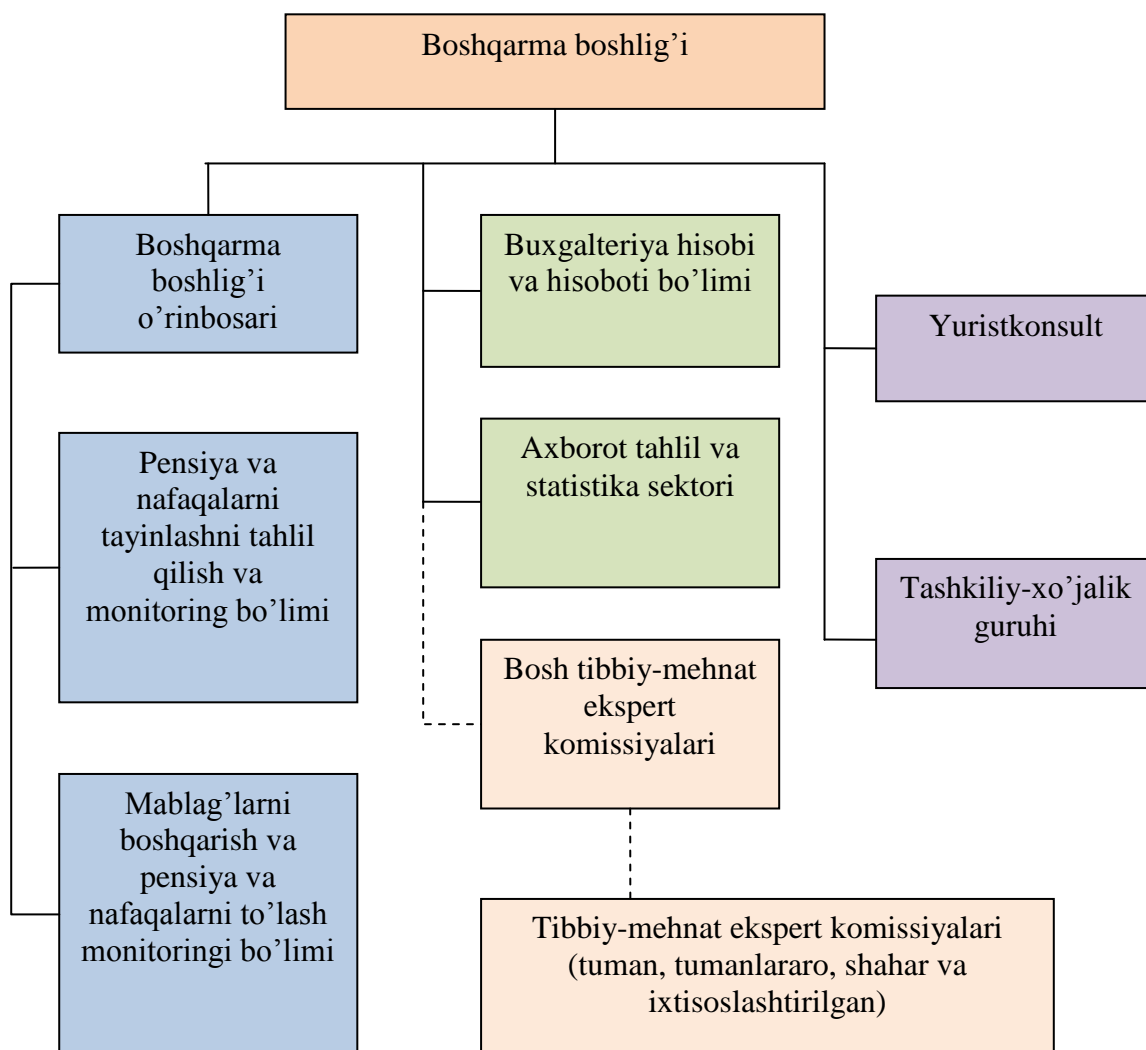 Boshqarma boshlig’i
Boshqarma
boshlig’i
o’rinbosari
Pensiya va
nafaqalarni
tayinlashni tahlil
qilish va
monitoring bo’limi
Mablag’larni
boshqarish va
pensiya va
nafaqalarni to’lash
monitoringi bo’limi
Buxgalteriya hisobi
va hisoboti bo’limi
Axborot tahlil va
statistika sektori
Bosh tibbiy-mehnat
ekspert
komissiyalari
Tibbiy-mehnat ekspert komissiyalari
(tuman, tumanlararo, shahar va
ixtisoslashtirilgan)
Yuristkonsult
Tashkiliy-xo’jalik
guruhi